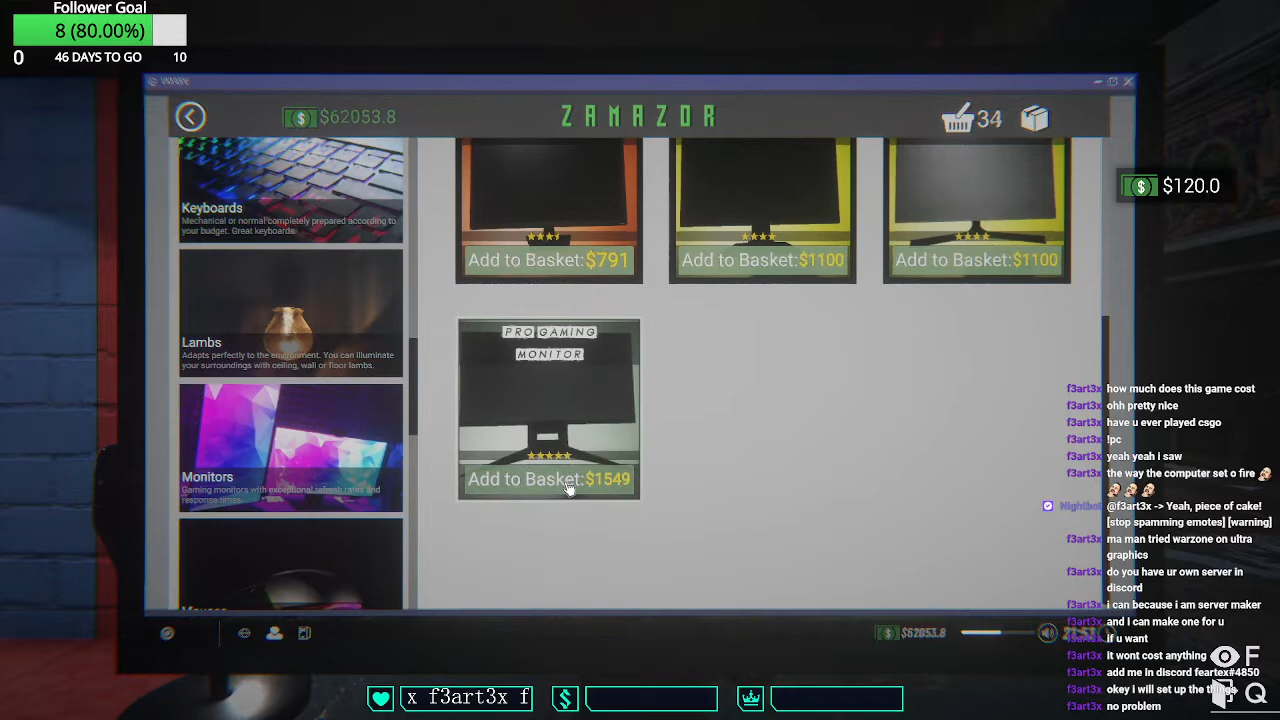 Follower Goal
8 (80.00%)
0 46 DAYS TO GO 10
$62053.8
ZAMAZOR
34
$120.0
Keyboards
Mechanical or normal completely prepared according to
your budget. Great keyboards
Add to Basket:$791
Add to Basket:$1100
Add to Basket:$1100
Lambs
Adapts perfectly to the environment. You can illuminate
your surroundings with ceiling, wall or floor lambs.
PRO GAMING
MONITOR
Add to Basket:$1549
Monitors
Gaming monitors with exceptional refresh rates and
response times.
f3art3x how much does this game cost
f3art3x ohh pretty nice
f3art3x have u ever played csgo
f3art3x !pc
f3art3x yeah yeah i saw
f3art3x the way the computer set o fire
Nightbot @f3art3x -> Yeah, piece of cake!
[stop spamming emotes] [warning]
f3art3x ma man tried warzone on ultra
graphics
f3art3x do you have ur own server in
discord
f3art3x i can because i am server maker
f3art3x and i can make one for u
f3art3x if u want
f3art3x it wont cost anything
f3art3x add me in discord feartex#4850
f3art3x okey i will set up the things
f3art3x no problem
F
Q
$62053.8
x f3art3x f